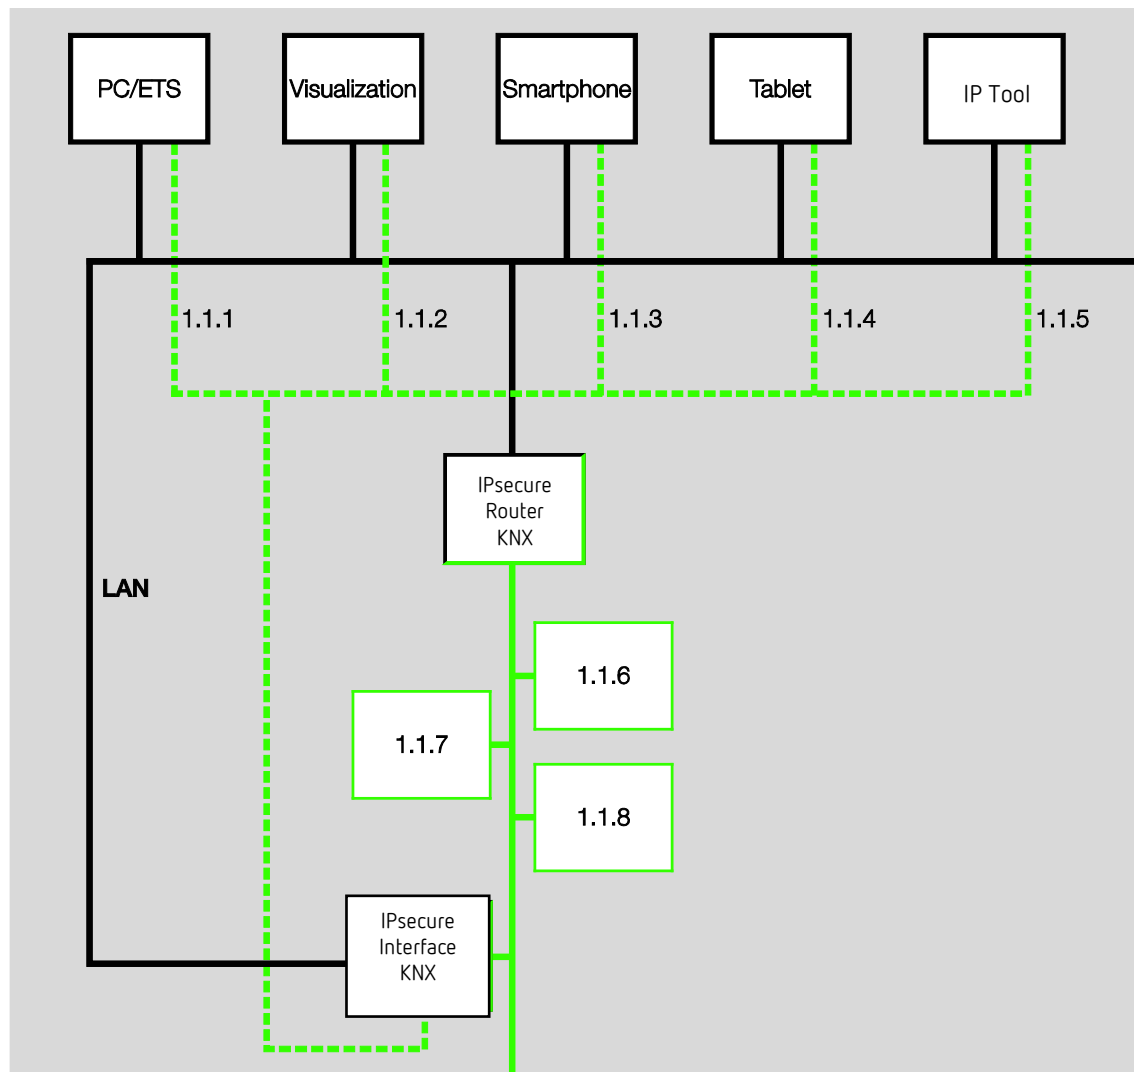 PC/ETS
Visualization
Smartphone
Tablet
IP Tool
1.1.1
1.1.2
1.1.3
1.1.4
1.1.5
IPsecure
Router
KNX
LAN
1.1.6
1.1.7
1.1.8
IPsecure
Interface
KNX